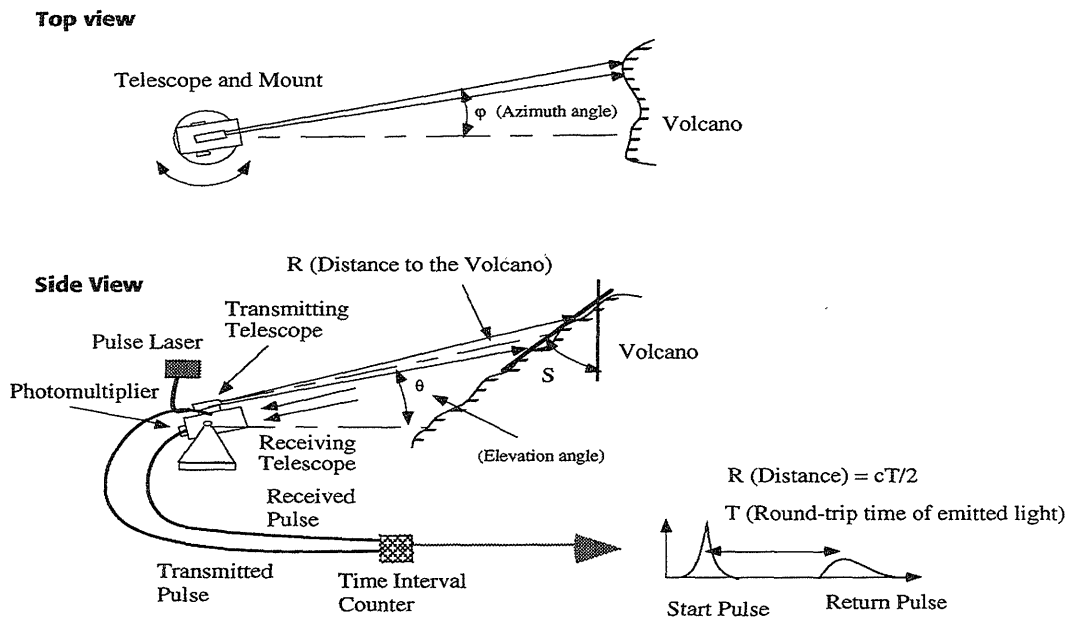 Top view
Telescope and Mount
φ (Azimuth angle)
Volcano
R (Distance to the Volcano)
Side View
Transmitting
Telescope
Pulse Laser
Volcano
Photomultiplier
θ
S
(Elevation angle)
Receiving
Telescope
R (Distance) = cT/2
Received
Pulse
T (Round-trip time of emitted light)
Transmitted
Pulse
Time Interval
Counter
Start Pulse
Return Pulse